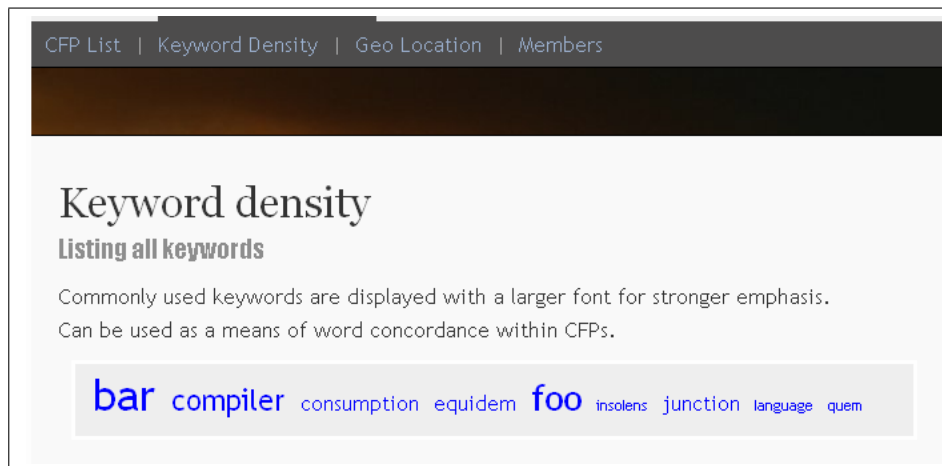 CFP List | Keyword Density | Geo Location | Members
Keyword density
Listing all keywords
Commonly used keywords are displayed with a larger font for stronger emphasis.
Can be used as a means of word concordance within CFPs.
bar compiler consumption equidem foo insolens junction language quem